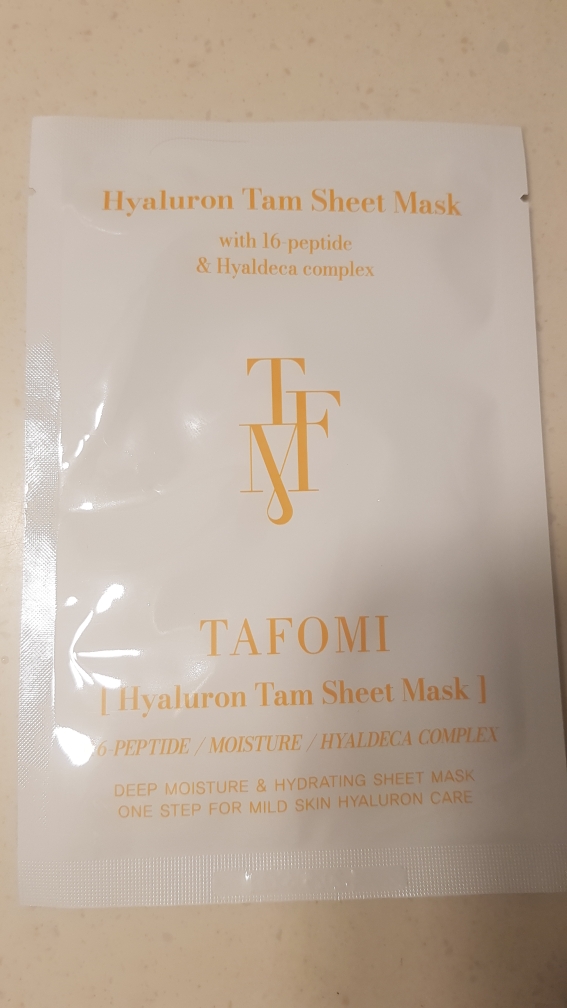 Hyaluron Tam Sheet Mask
with 16-peptide
& Hyaldeca complex
TFM
TAFOMI
[ Hyaluron Tam Sheet Mask ]
6-PEPTIDE / MOISTURE / HYALDECA COMPLEX
DEEP MOISTURE & HYDRATING SHEET MASK
ONE STEP FOR MILD SKIN HYALURON CARE